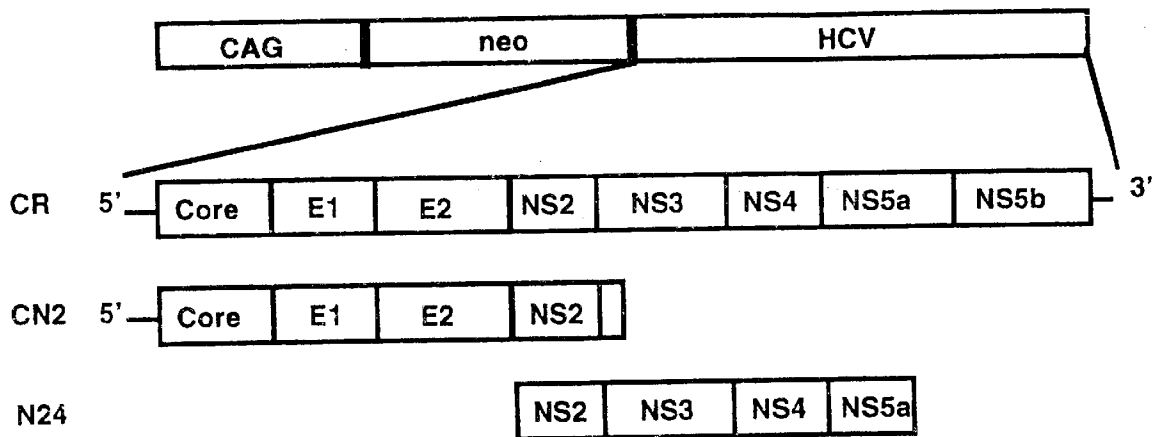 CAG neo HCV
CR 5' Core E1 E2 NS2 NS3 NS4 NS5a NS5b 3'
CN2 5' Core E1 E2 NS2
N24 NS2 NS3 NS4 NS5a